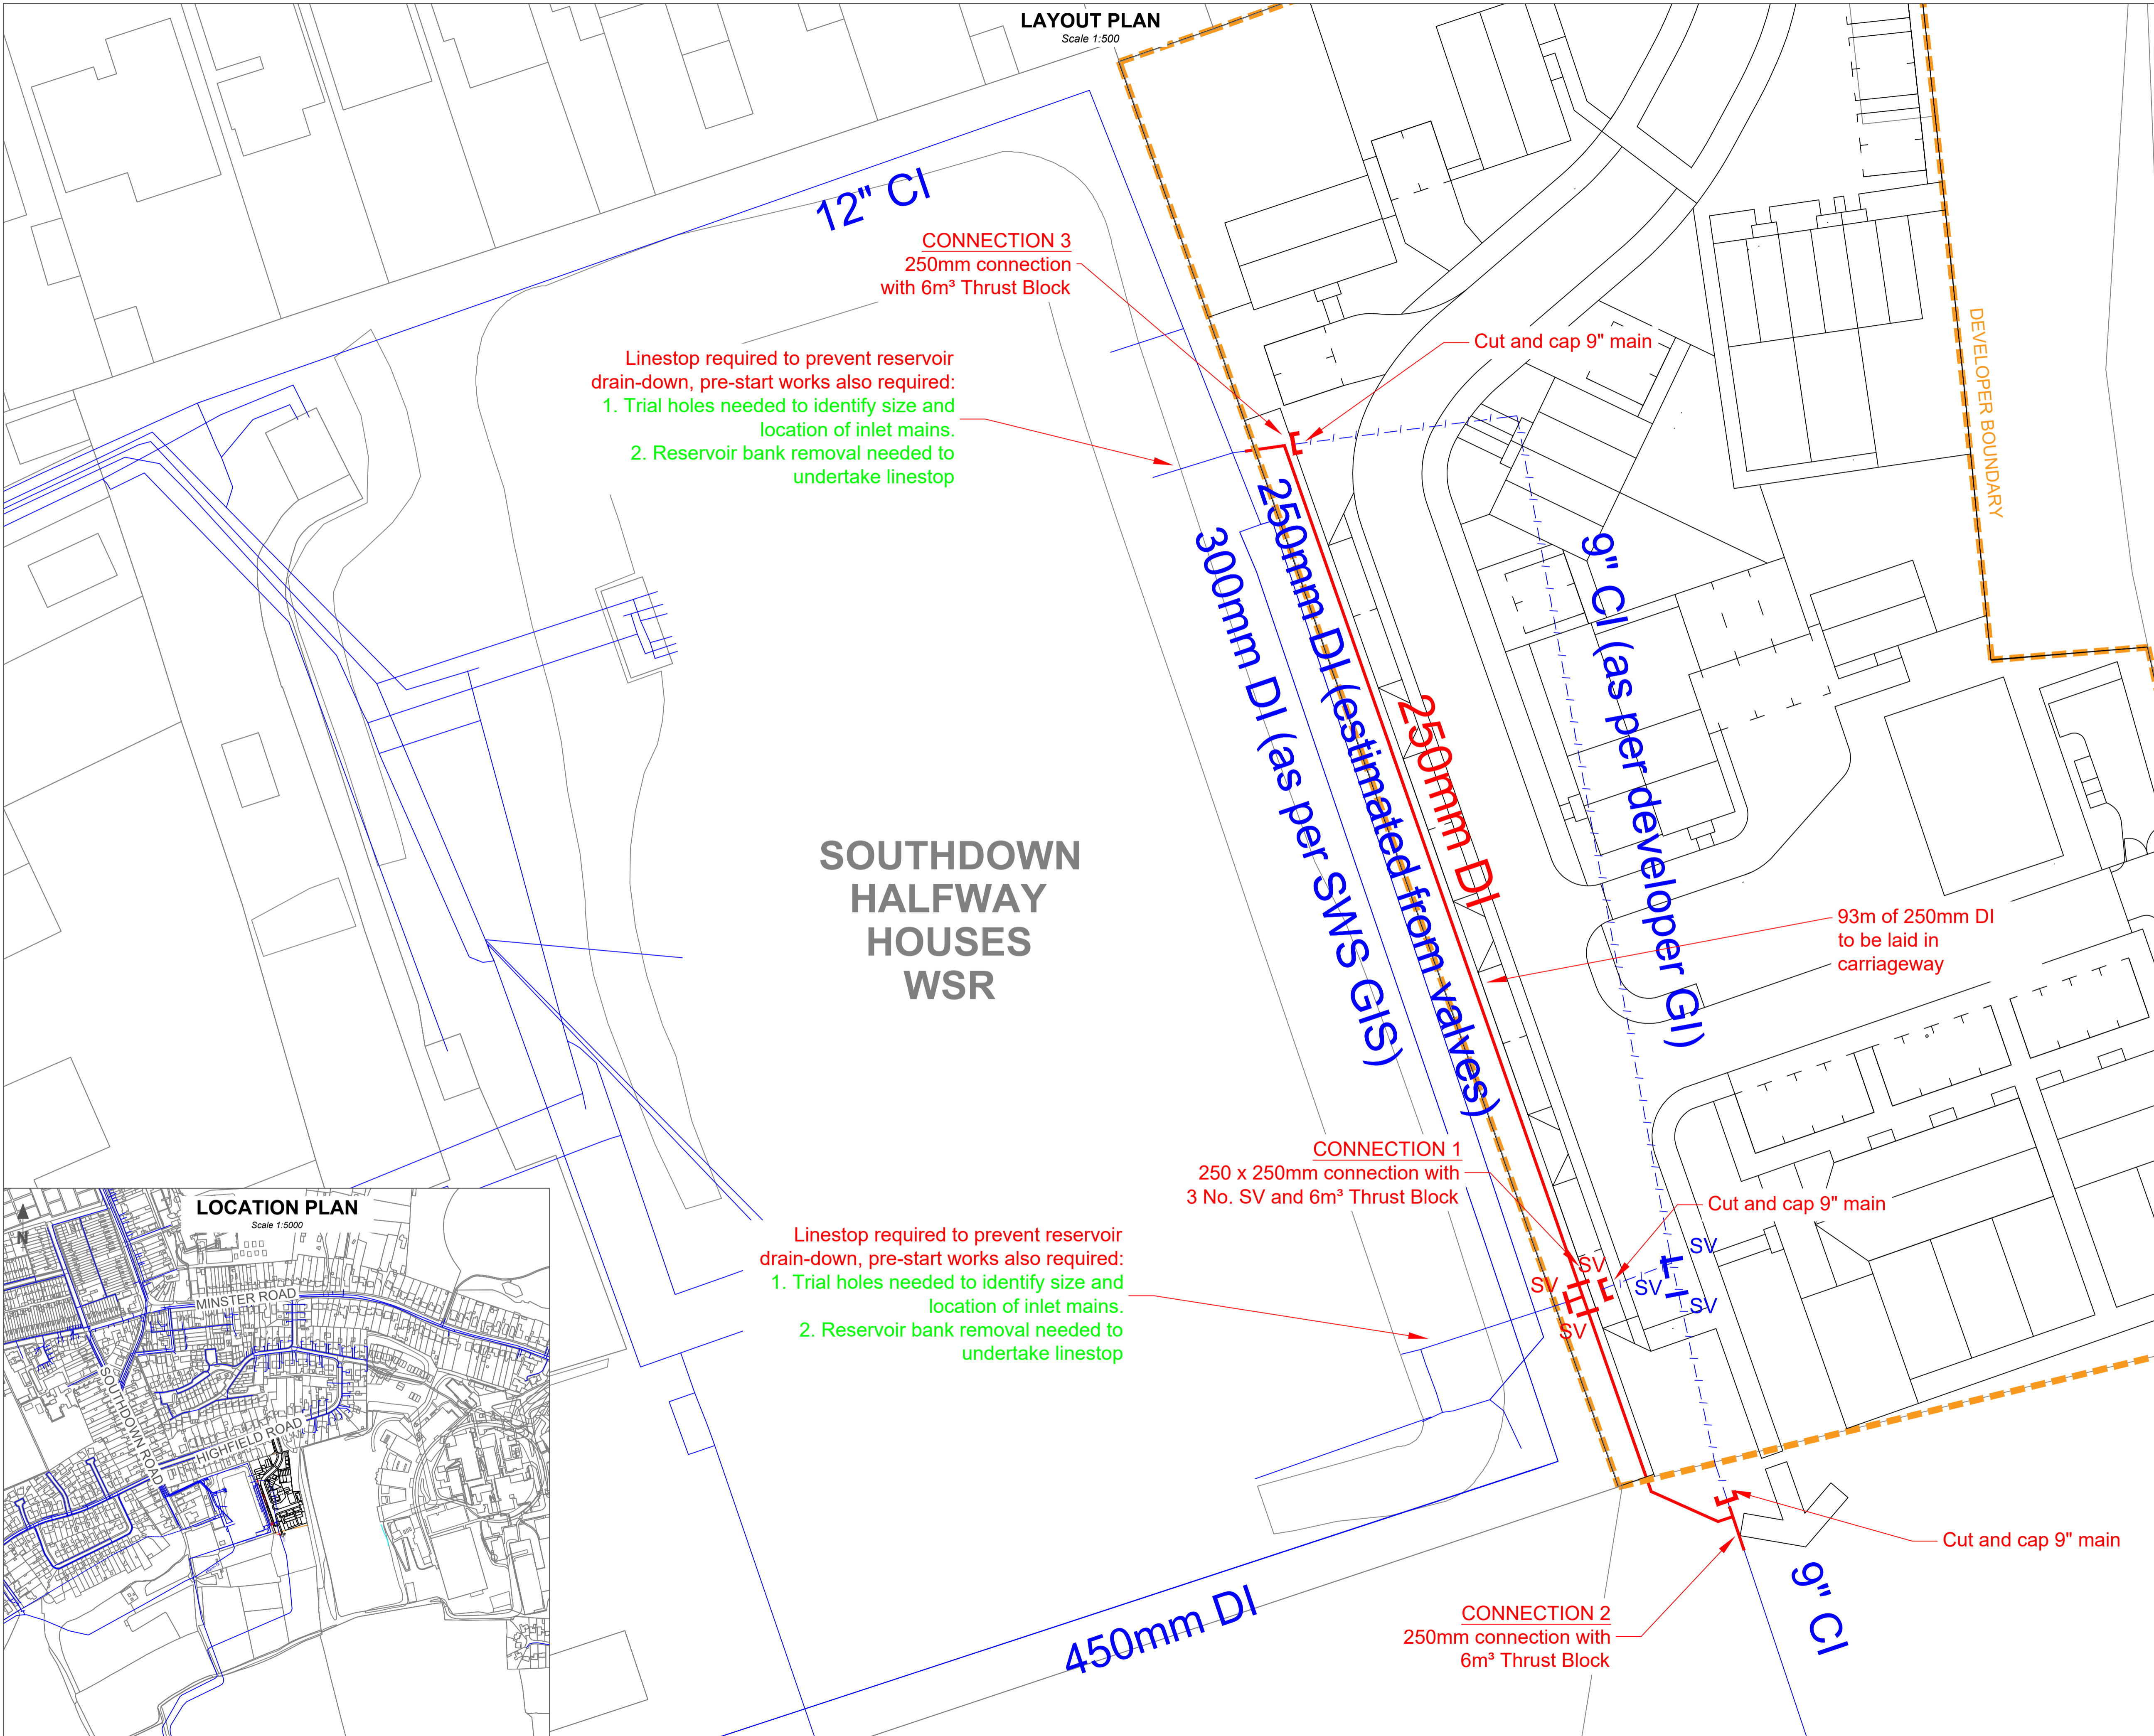 LAYOUT PLAN
Scale 1:500
12" CI
CONNECTION 3
250mm connection
with 6m³ Thrust Block
Linestop required to prevent reservoir
drain-down, pre-start works also required:
1. Trial holes needed to identify size and
location of inlet mains.
2. Reservoir bank removal needed to
undertake linestop
Cut and cap 9" main
DEVELOPER BOUNDARY
300mm DI (as per SWS GIS)
250mm DI (estimated from valves)
250mm DI
9" CI (as per developer GI)
SOUTHDOWN
HALFWAY
HOUSES
WSR
93m of 250mm DI
to be laid in
carriageway
CONNECTION 1
250 x 250mm connection with
3 No. SV and 6m³ Thrust Block
Cut and cap 9" main
SV
SV
SV
SV
SV
SV
Linestop required to prevent reservoir
drain-down, pre-start works also required:
1. Trial holes needed to identify size and
location of inlet mains.
2. Reservoir bank removal needed to
undertake linestop
Cut and cap 9" main
CONNECTION 2
250mm connection with
6m³ Thrust Block
9" CI
450mm DI
LOCATION PLAN
Scale 1:5000
N
MINSTER ROAD
SOUTHDOWN ROAD
HIGHFIELD ROAD